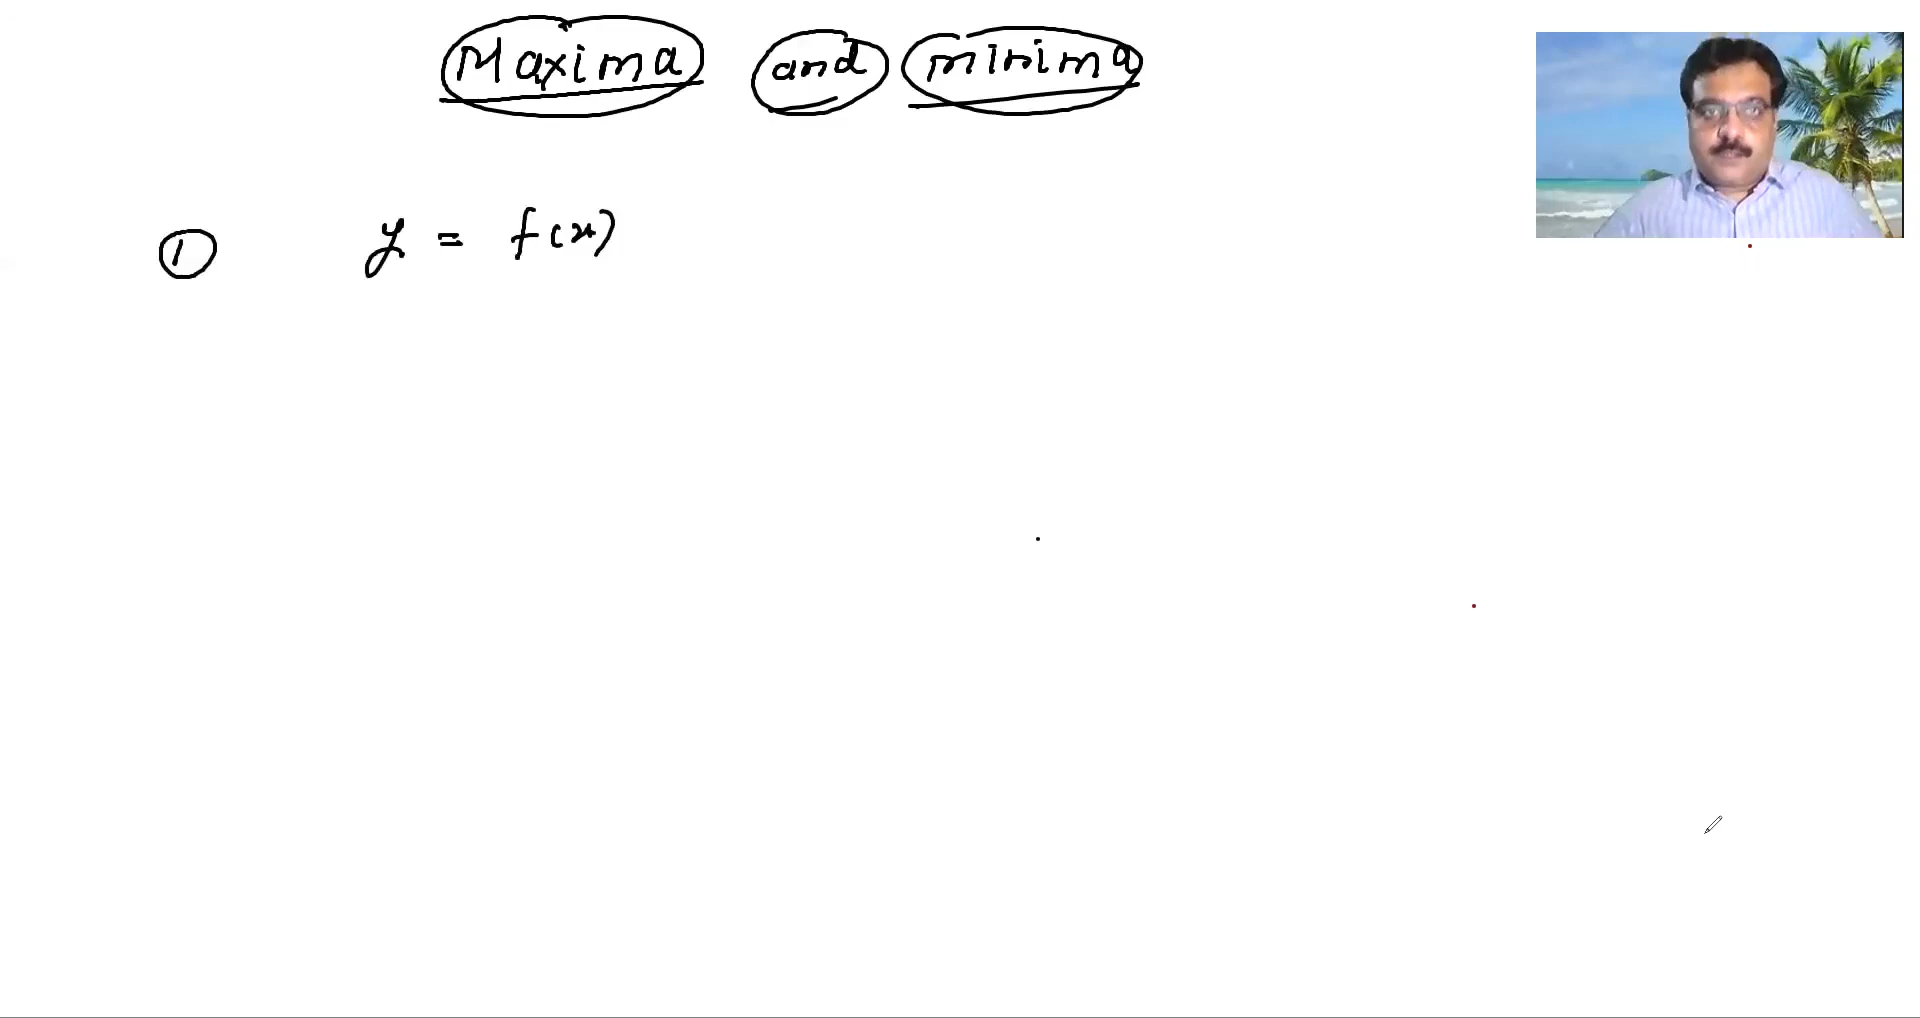 Maxima and minima
① y = f(x)